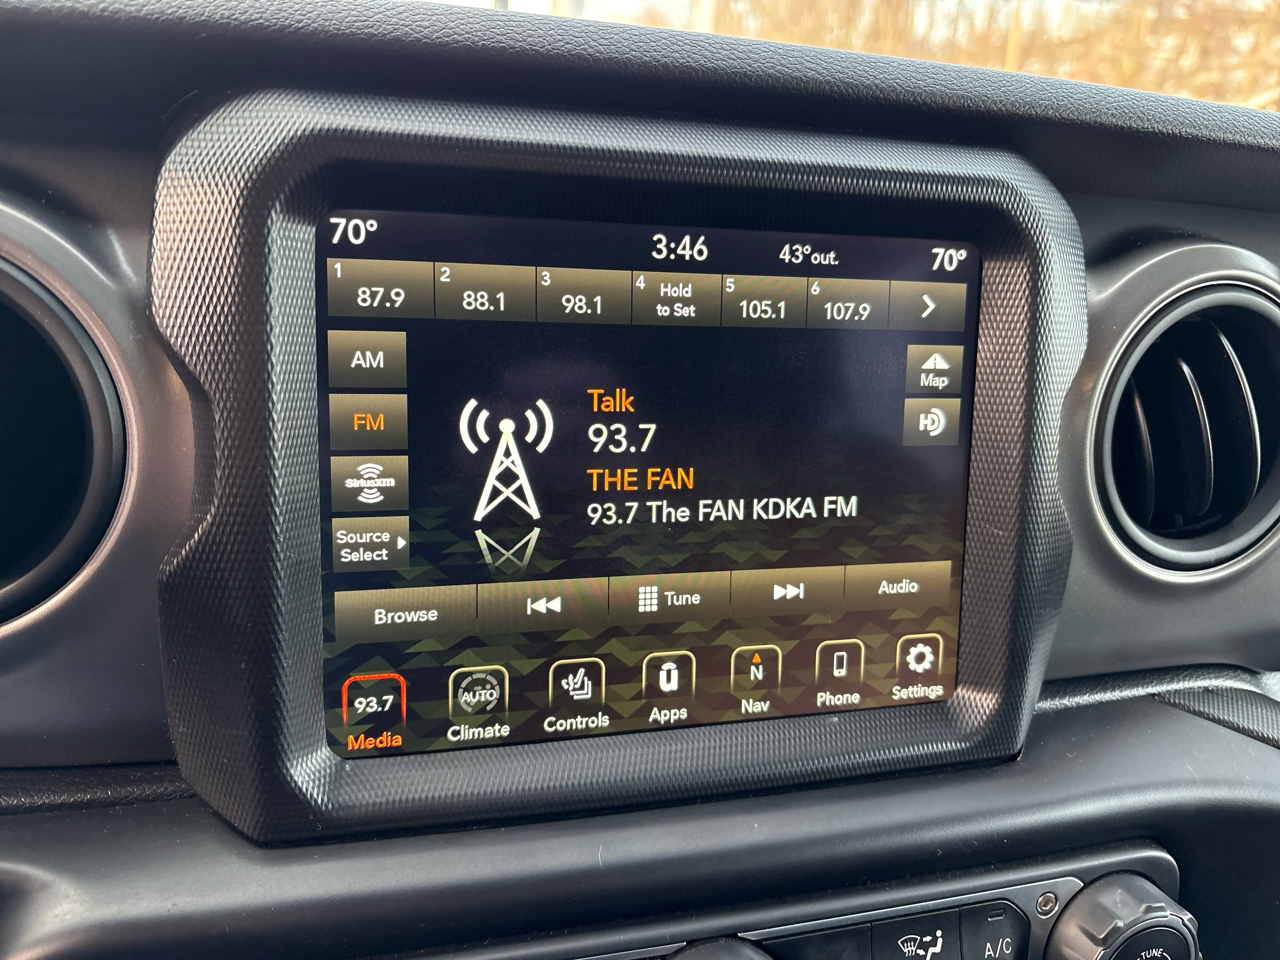 70°
3:46
43°out.
70°
1
87.9
2
88.1
3
98.1
4
Hold
to Set
5
105.1
6
107.9
AM
FM
SiriusXM
Source
Select
Map
HD
Talk
93.7
THE FAN
93.7 The FAN KDKA FM
Browse
Tune
Audio
93.7
Media
AUTO
Climate
Controls
Apps
N
Nav
Phone
Settings
A/C
TUNE